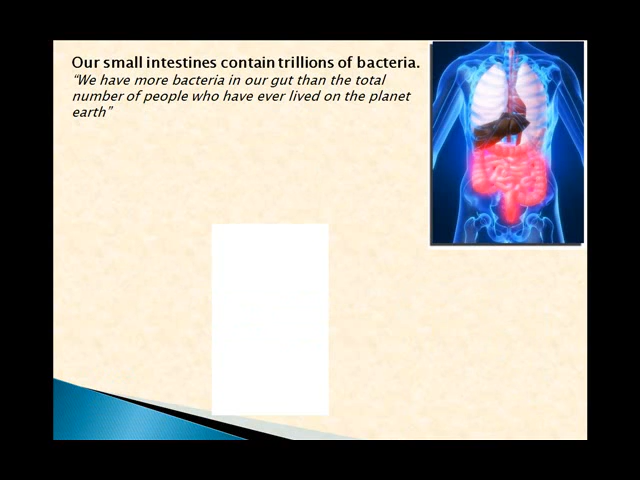 Our small intestines contain trillions of bacteria.
“We have more bacteria in our gut than the total
number of people who have ever lived on the planet
earth”